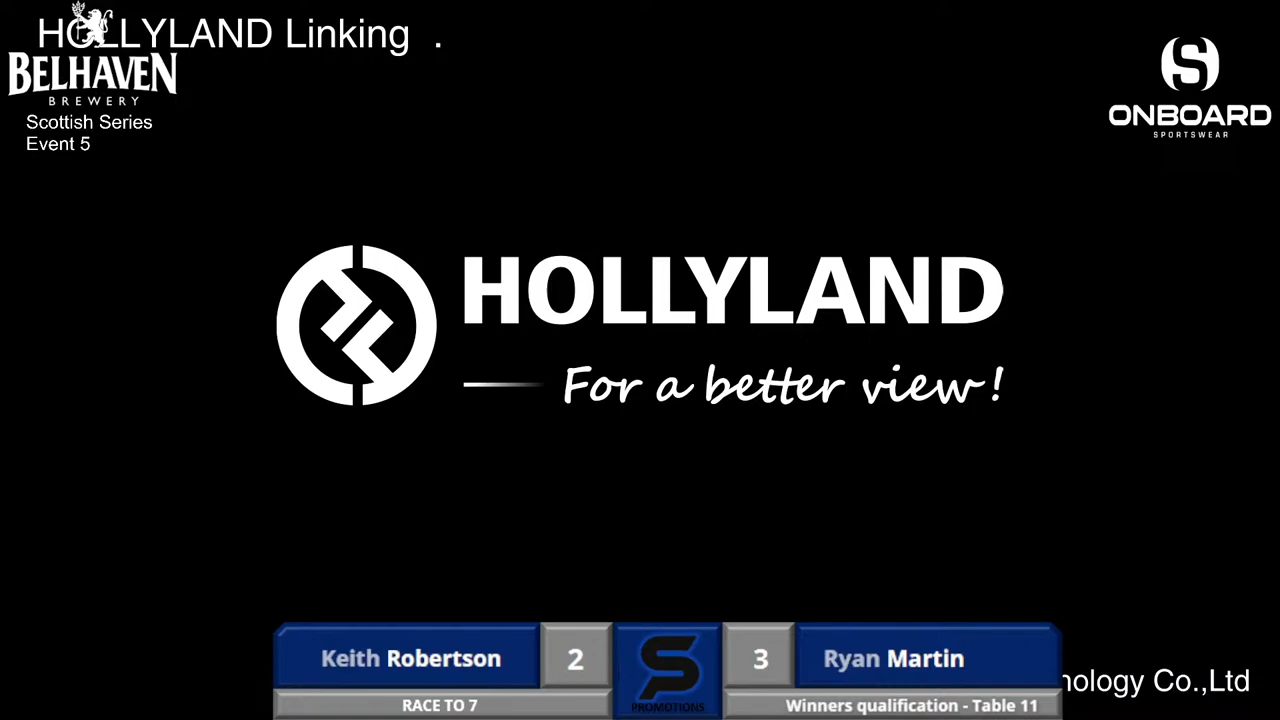 HOLLYLAND Linking .
BELHAVEN
BREWERY
Scottish Series
Event 5
ONBOARD
SPORTSWEAR
HOLLYLAND
For a better view!
Keith Robertson 2 3 Ryan Martin
PROMOTIONS
RACE TO 7
Winners qualification - Table 11
Co.,Ltd